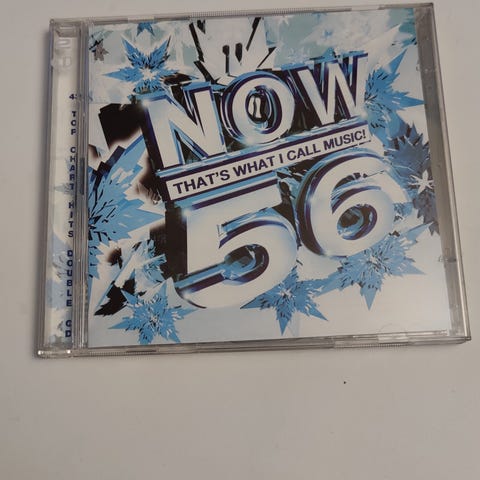 NOW
THAT'S WHAT I CALL MUSIC!
56
TOP CHART HITS DOUBLE CD